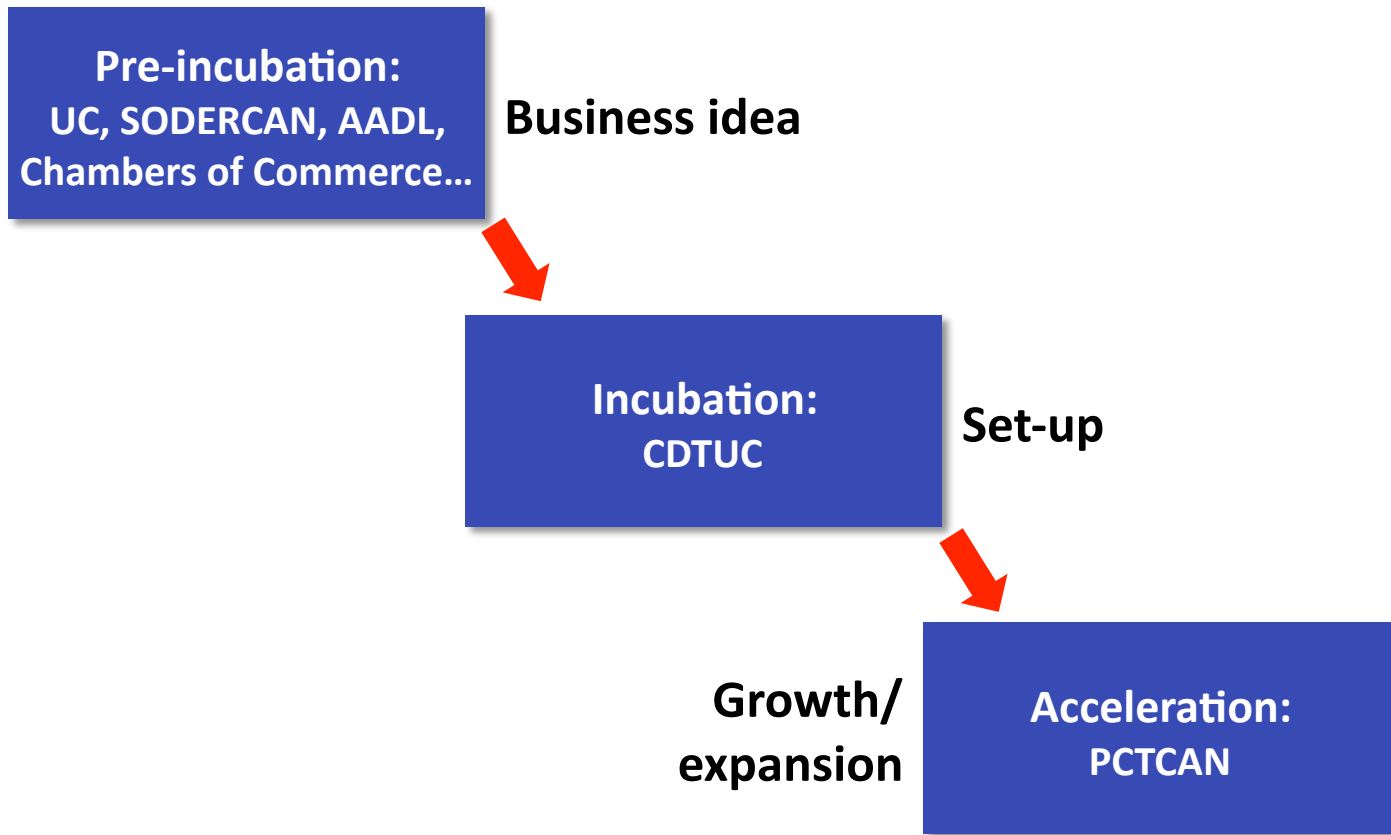 Pre-incubation:
UC, SODERCAN, AADL,
Chambers of Commerce…
Business idea
Incubation:
CDTUC
Set-up
Growth/
expansion
Acceleration:
PCTCAN